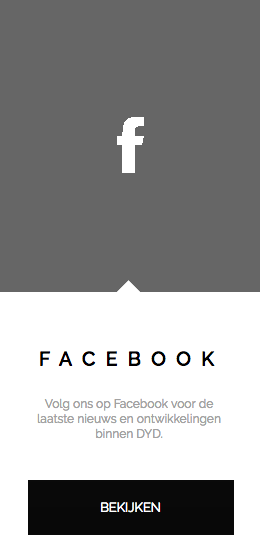 f
FACEBOOK
Volg ons op Facebook voor de
laatste nieuws en ontwikkelingen
binnen DYD.
BEKIJKEN